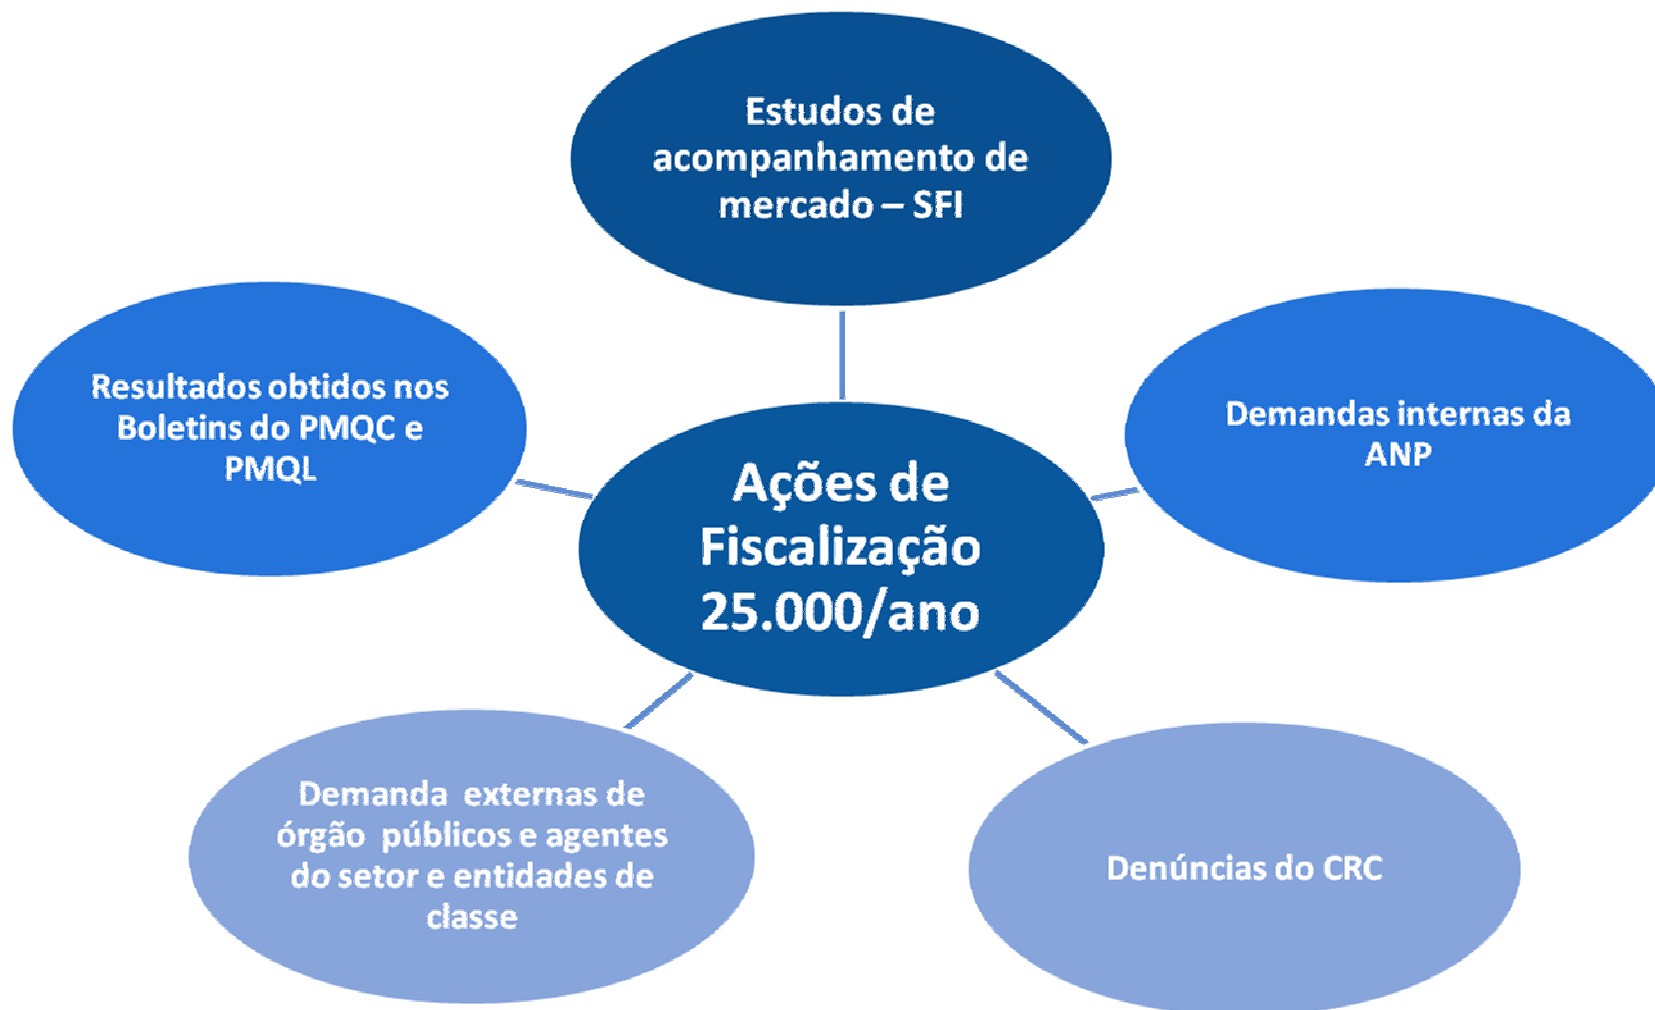 Estudos de
acompanhamento de
mercado – SFI
Resultados obtidos nos
Boletins do PMQC e
PMQL
Demandas internas da
ANP
Ações de
Fiscalização
25.000/ano
Demanda  externas de
órgão  públicos e agentes
do setor e entidades de
classe
Denúncias do CRC